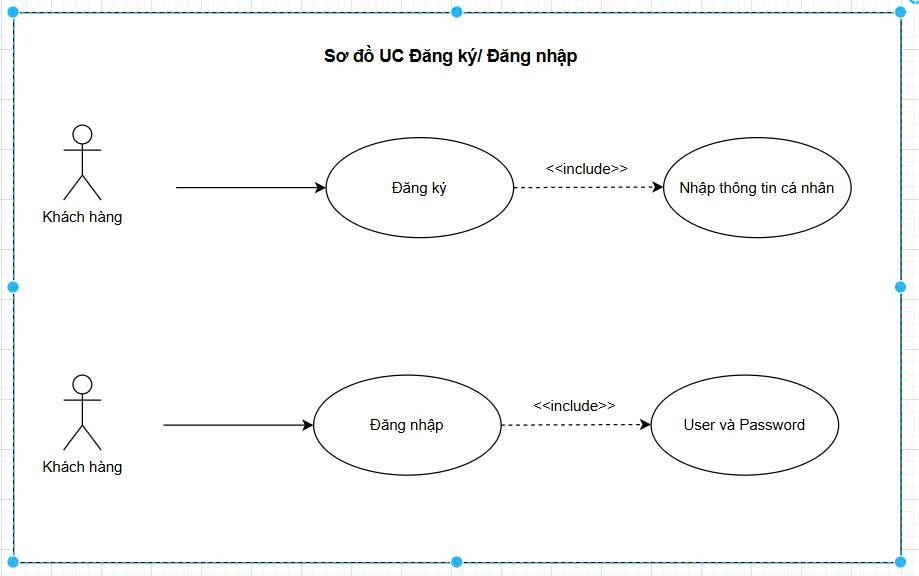 Sơ đồ UC Đăng ký/ Đăng nhập
<<include>>
Đăng ký
Nhập thông tin cá nhân
Khách hàng
<<include>>
Đăng nhập
User và Password
Khách hàng